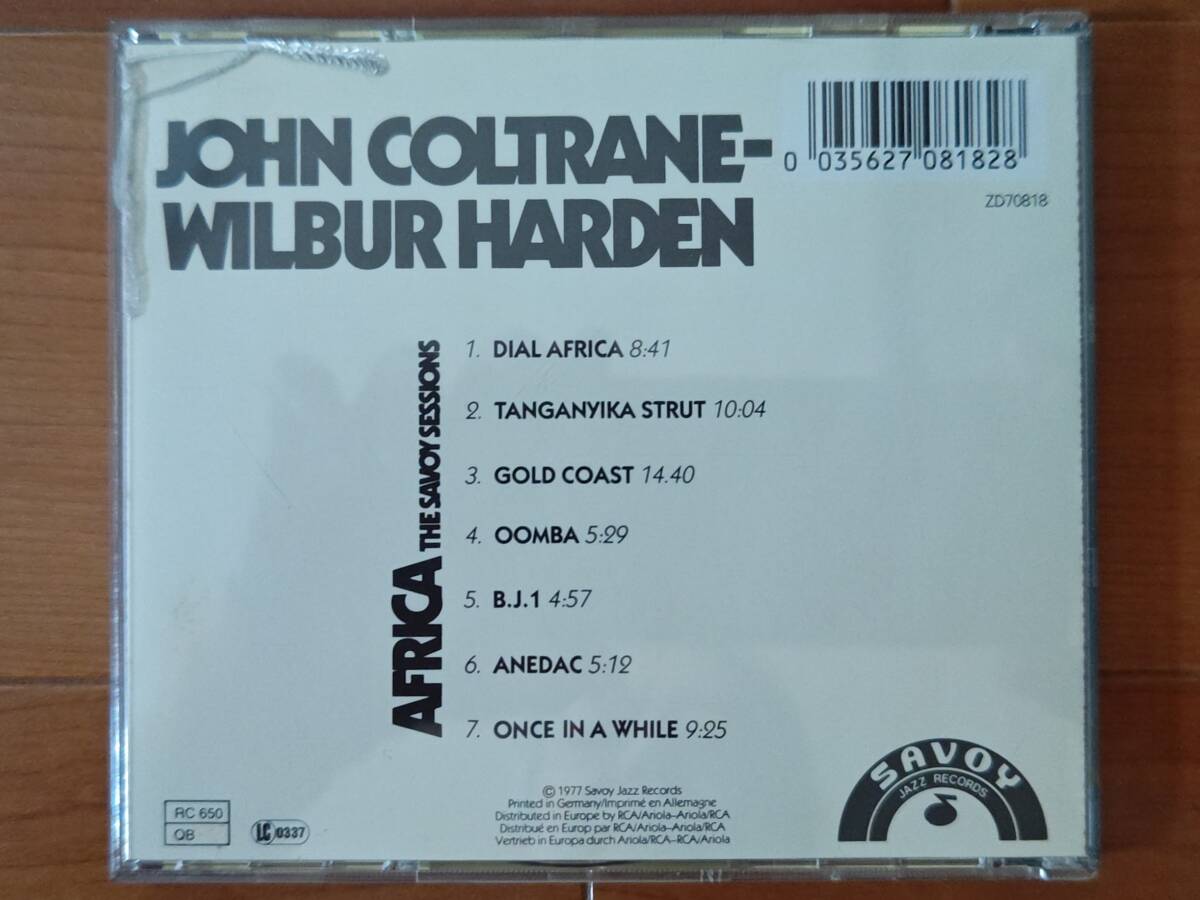 JOHN COLTRANE-
WILBUR HARDEN
0 035627 081828
ZD70818
AFRICA THE SAVOY SESSIONS
1. DIAL AFRICA 8:41
2. TANGANYIKA STRUT 10:04
3. GOLD COAST 14.40
4. OOMBA 5:29
5. B.J.1 4:57
6. ANEDAC 5:12
7. ONCE IN A WHILE 9:25
© 1977 Savoy Jazz Records
Printed in Germany/Imprimé en Allemagne
Distributed in Europe by RCA/Ariola–Ariola/RCA
Distribué en Europ par RCA/Ariola–Ariola/RCA
Vertrieb in Europa durch Ariola/RCA–RCA/Ariola
RC 650
QB
LC 0337
SAVOY
JAZZ RECORDS